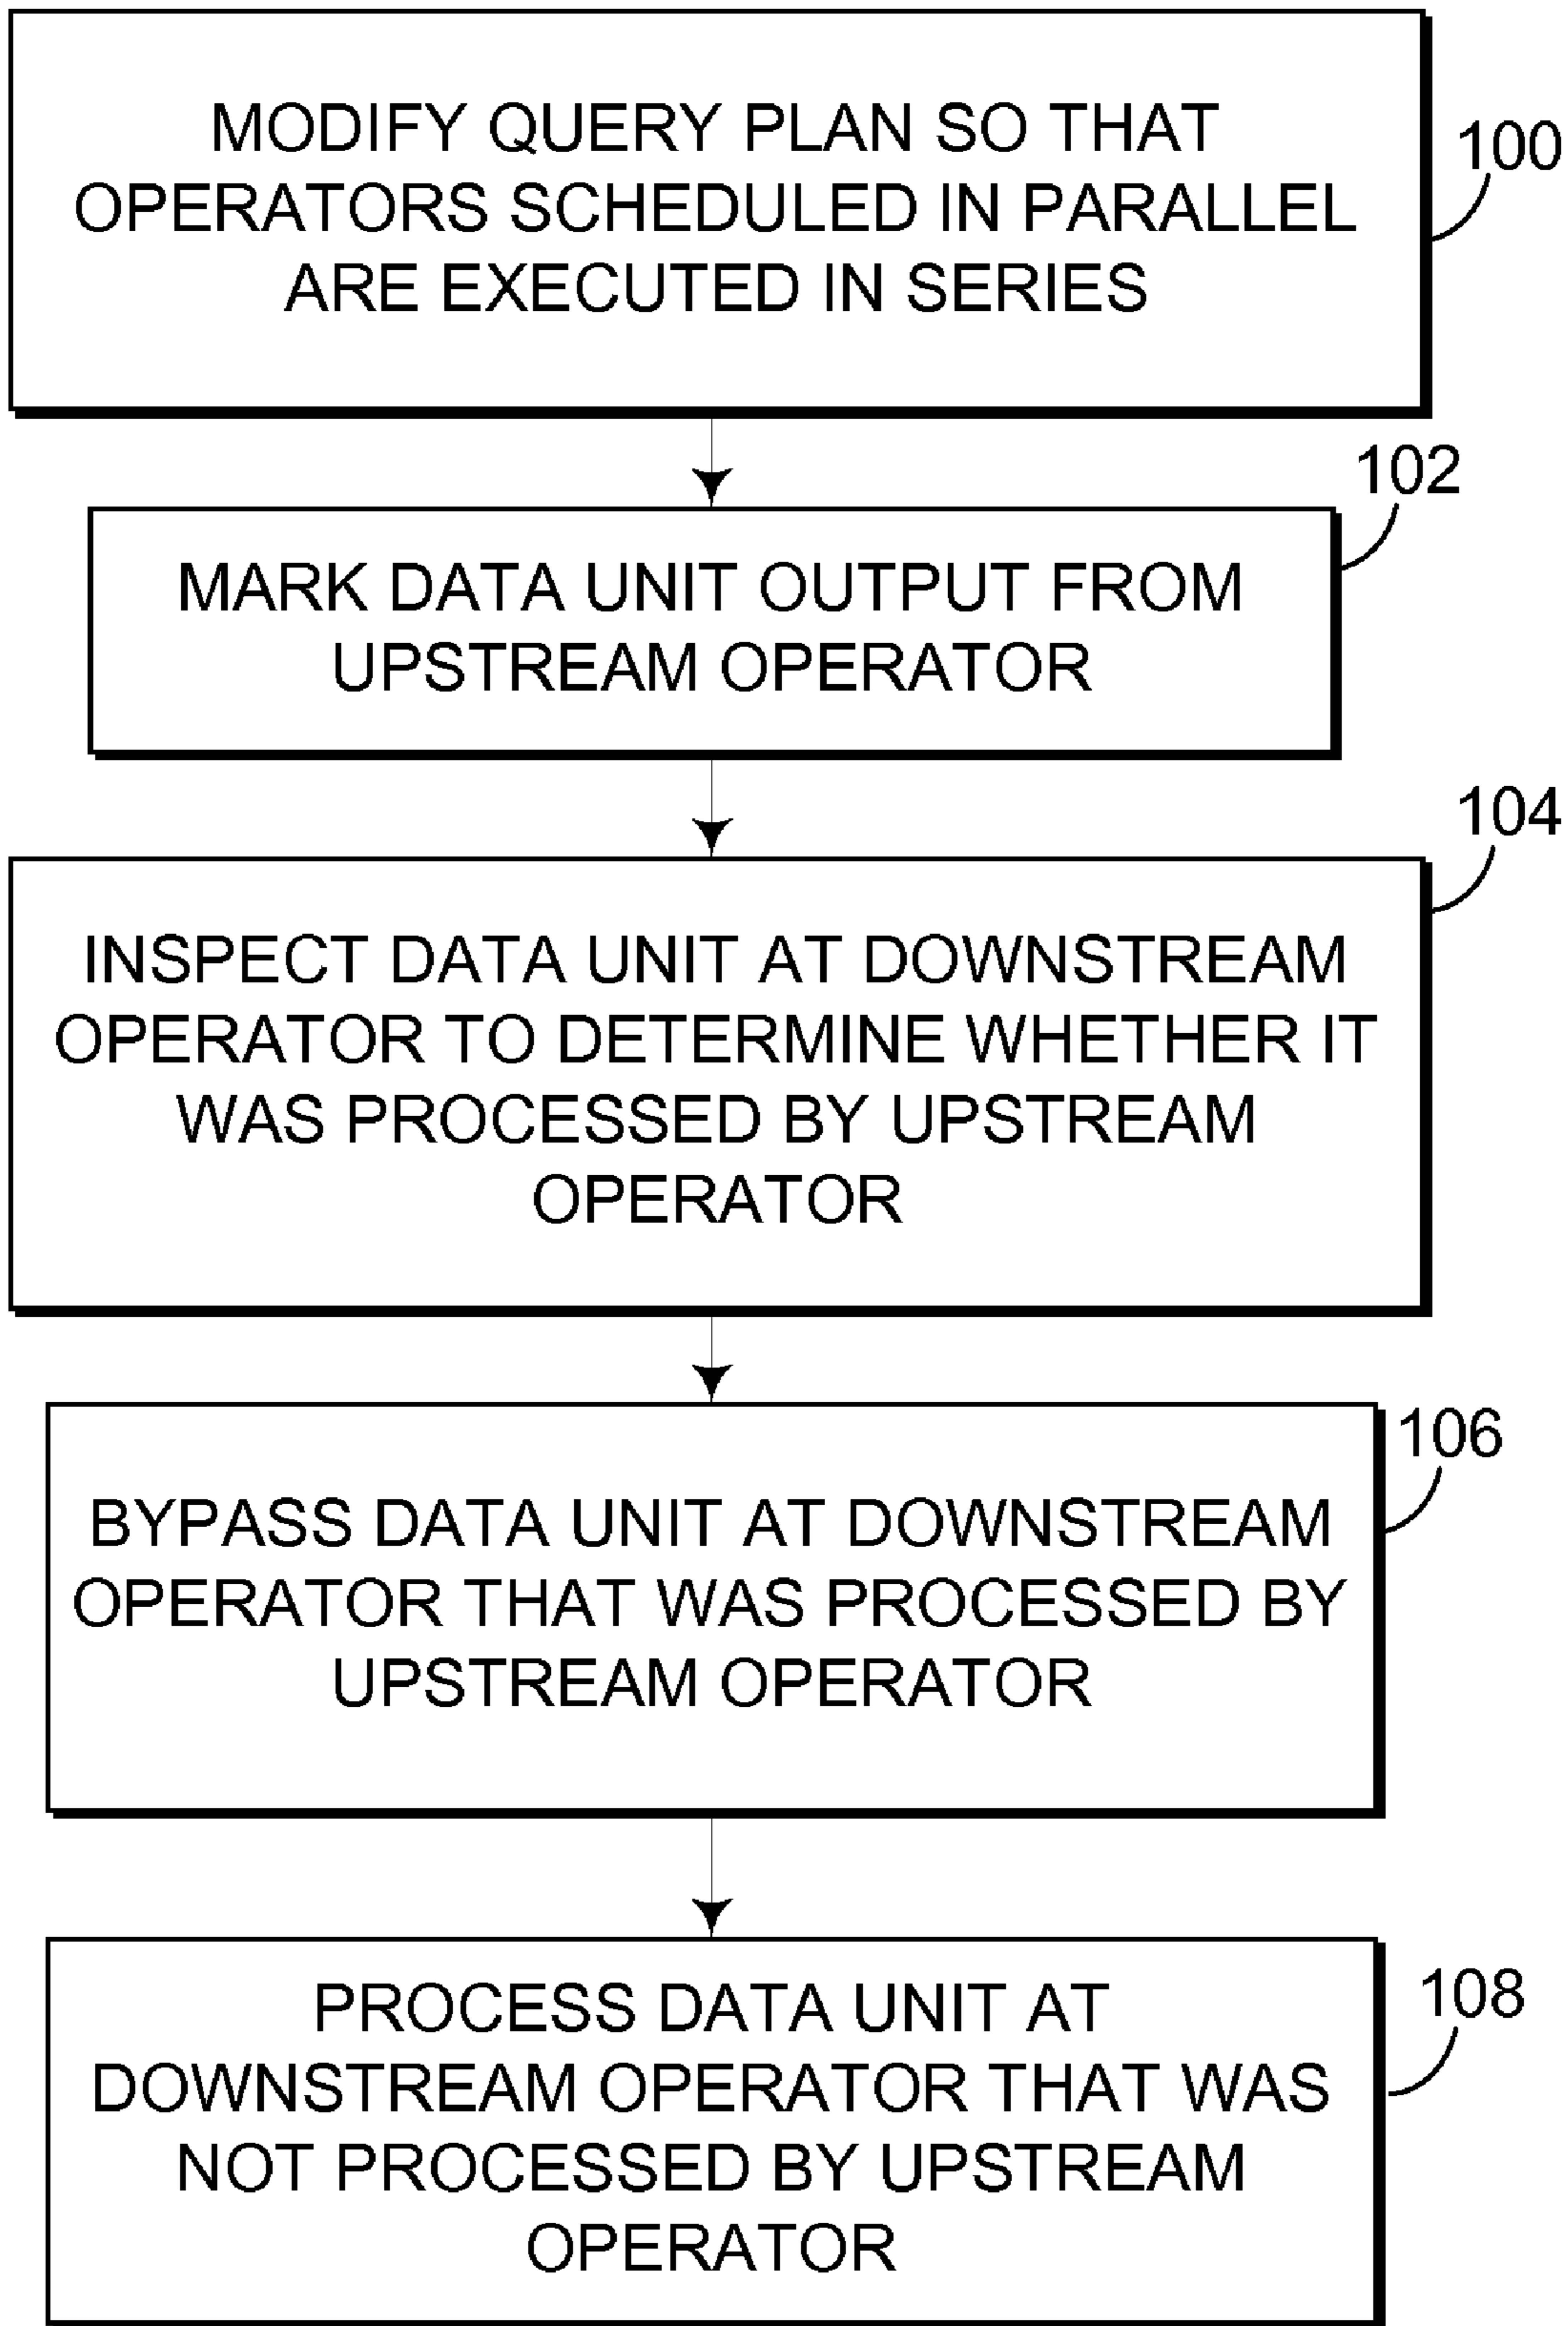 MODIFY QUERY PLAN SO THAT
OPERATORS SCHEDULED IN PARALLEL
ARE EXECUTED IN SERIES
100
102
MARK DATA UNIT OUTPUT FROM
UPSTREAM OPERATOR
104
INSPECT DATA UNIT AT DOWNSTREAM
OPERATOR TO DETERMINE WHETHER IT
WAS PROCESSED BY UPSTREAM
OPERATOR
106
BYPASS DATA UNIT AT DOWNSTREAM
OPERATOR THAT WAS PROCESSED BY
UPSTREAM OPERATOR
108
PROCESS DATA UNIT AT
DOWNSTREAM OPERATOR THAT WAS
NOT PROCESSED BY UPSTREAM
OPERATOR